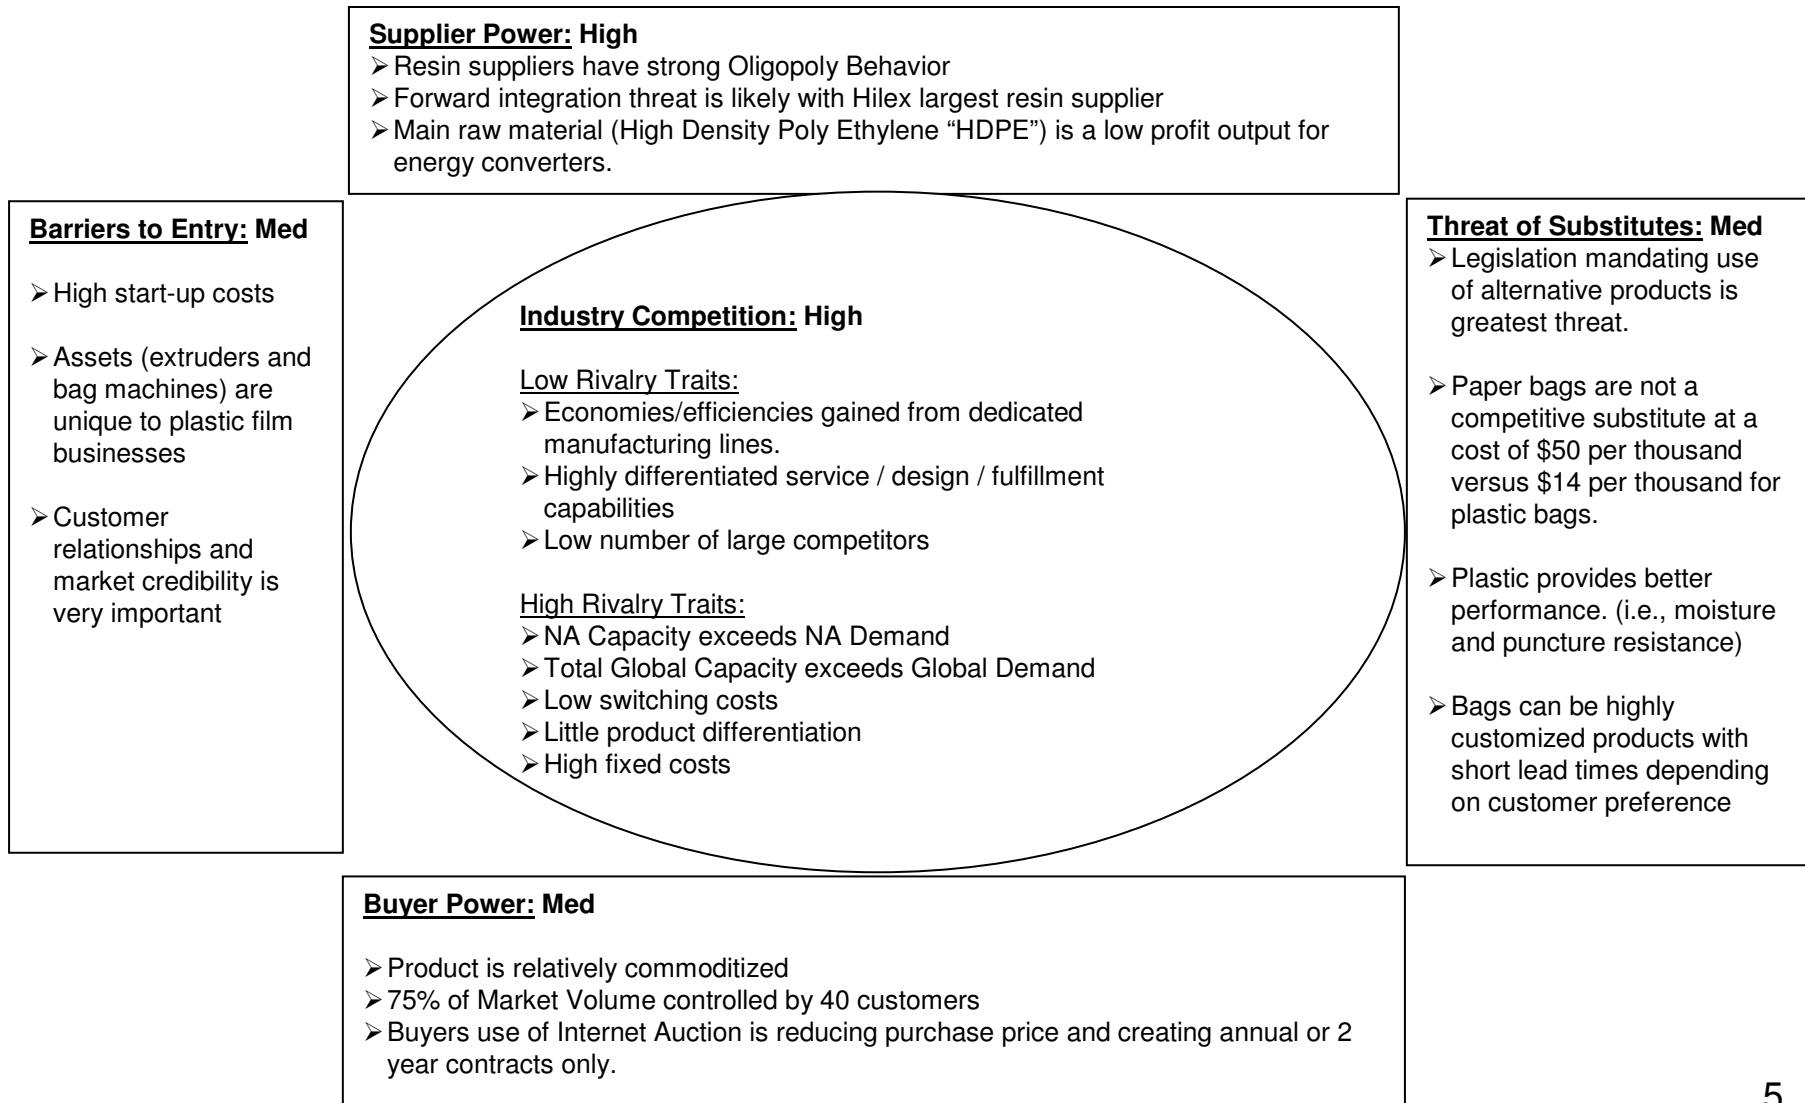 Supplier Power: High
➢Resin suppliers have strong Oligopoly Behavior
➢Forward integration threat is likely with Hilex largest resin supplier
➢Main raw material (High Density Poly Ethylene “HDPE”) is a low profit output for
energy converters.
Barriers to Entry: Med
➢High start-up costs
➢Assets (extruders and
bag machines) are
unique to plastic film
businesses
➢Customer
relationships and
market credibility is
very important
Industry Competition: High
Low Rivalry Traits:
➢Economies/efficiencies gained from dedicated
manufacturing lines.
➢Highly differentiated service / design / fulfillment
capabilities
➢Low number of large competitors
High Rivalry Traits:
➢NA Capacity exceeds NA Demand
➢Total Global Capacity exceeds Global Demand
➢Low switching costs
➢Little product differentiation
➢High fixed costs
Threat of Substitutes: Med
➢Legislation mandating use
of alternative products is
greatest threat.
➢Paper bags are not a
competitive substitute at a
cost of $50 per thousand
versus $14 per thousand for
plastic bags.
➢Plastic provides better
performance. (i.e., moisture
and puncture resistance)
➢Bags can be highly
customized products with
short lead times depending
on customer preference
Buyer Power: Med
➢Product is relatively commoditized
➢75% of Market Volume controlled by 40 customers
➢Buyers use of Internet Auction is reducing purchase price and creating annual or 2
year contracts only.
5